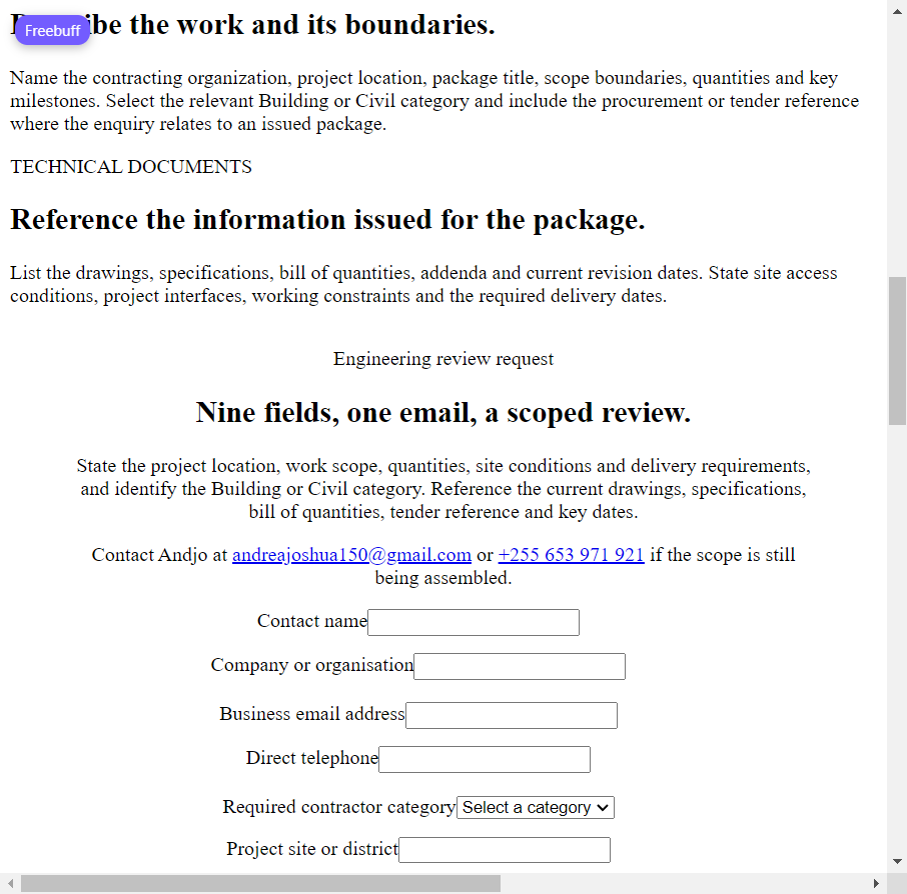 ibe the work and its boundaries.
Freebuff
Name the contracting organization, project location, package title, scope boundaries, quantities and key
milestones. Select the relevant Building or Civil category and include the procurement or tender reference
where the enquiry relates to an issued package.
TECHNICAL DOCUMENTS
Reference the information issued for the package.
List the drawings, specifications, bill of quantities, addenda and current revision dates. State site access
conditions, project interfaces, working constraints and the required delivery dates.
Engineering review request
Nine fields, one email, a scoped review.
State the project location, work scope, quantities, site conditions and delivery requirements,
and identify the Building or Civil category. Reference the current drawings, specifications,
bill of quantities, tender reference and key dates.
Contact Andjo at andreajoshua150@gmail.com or +255 653 971 921 if the scope is still
being assembled.
Contact name
Company or organisation
Business email address
Direct telephone
Required contractor category Select a category
Project site or district